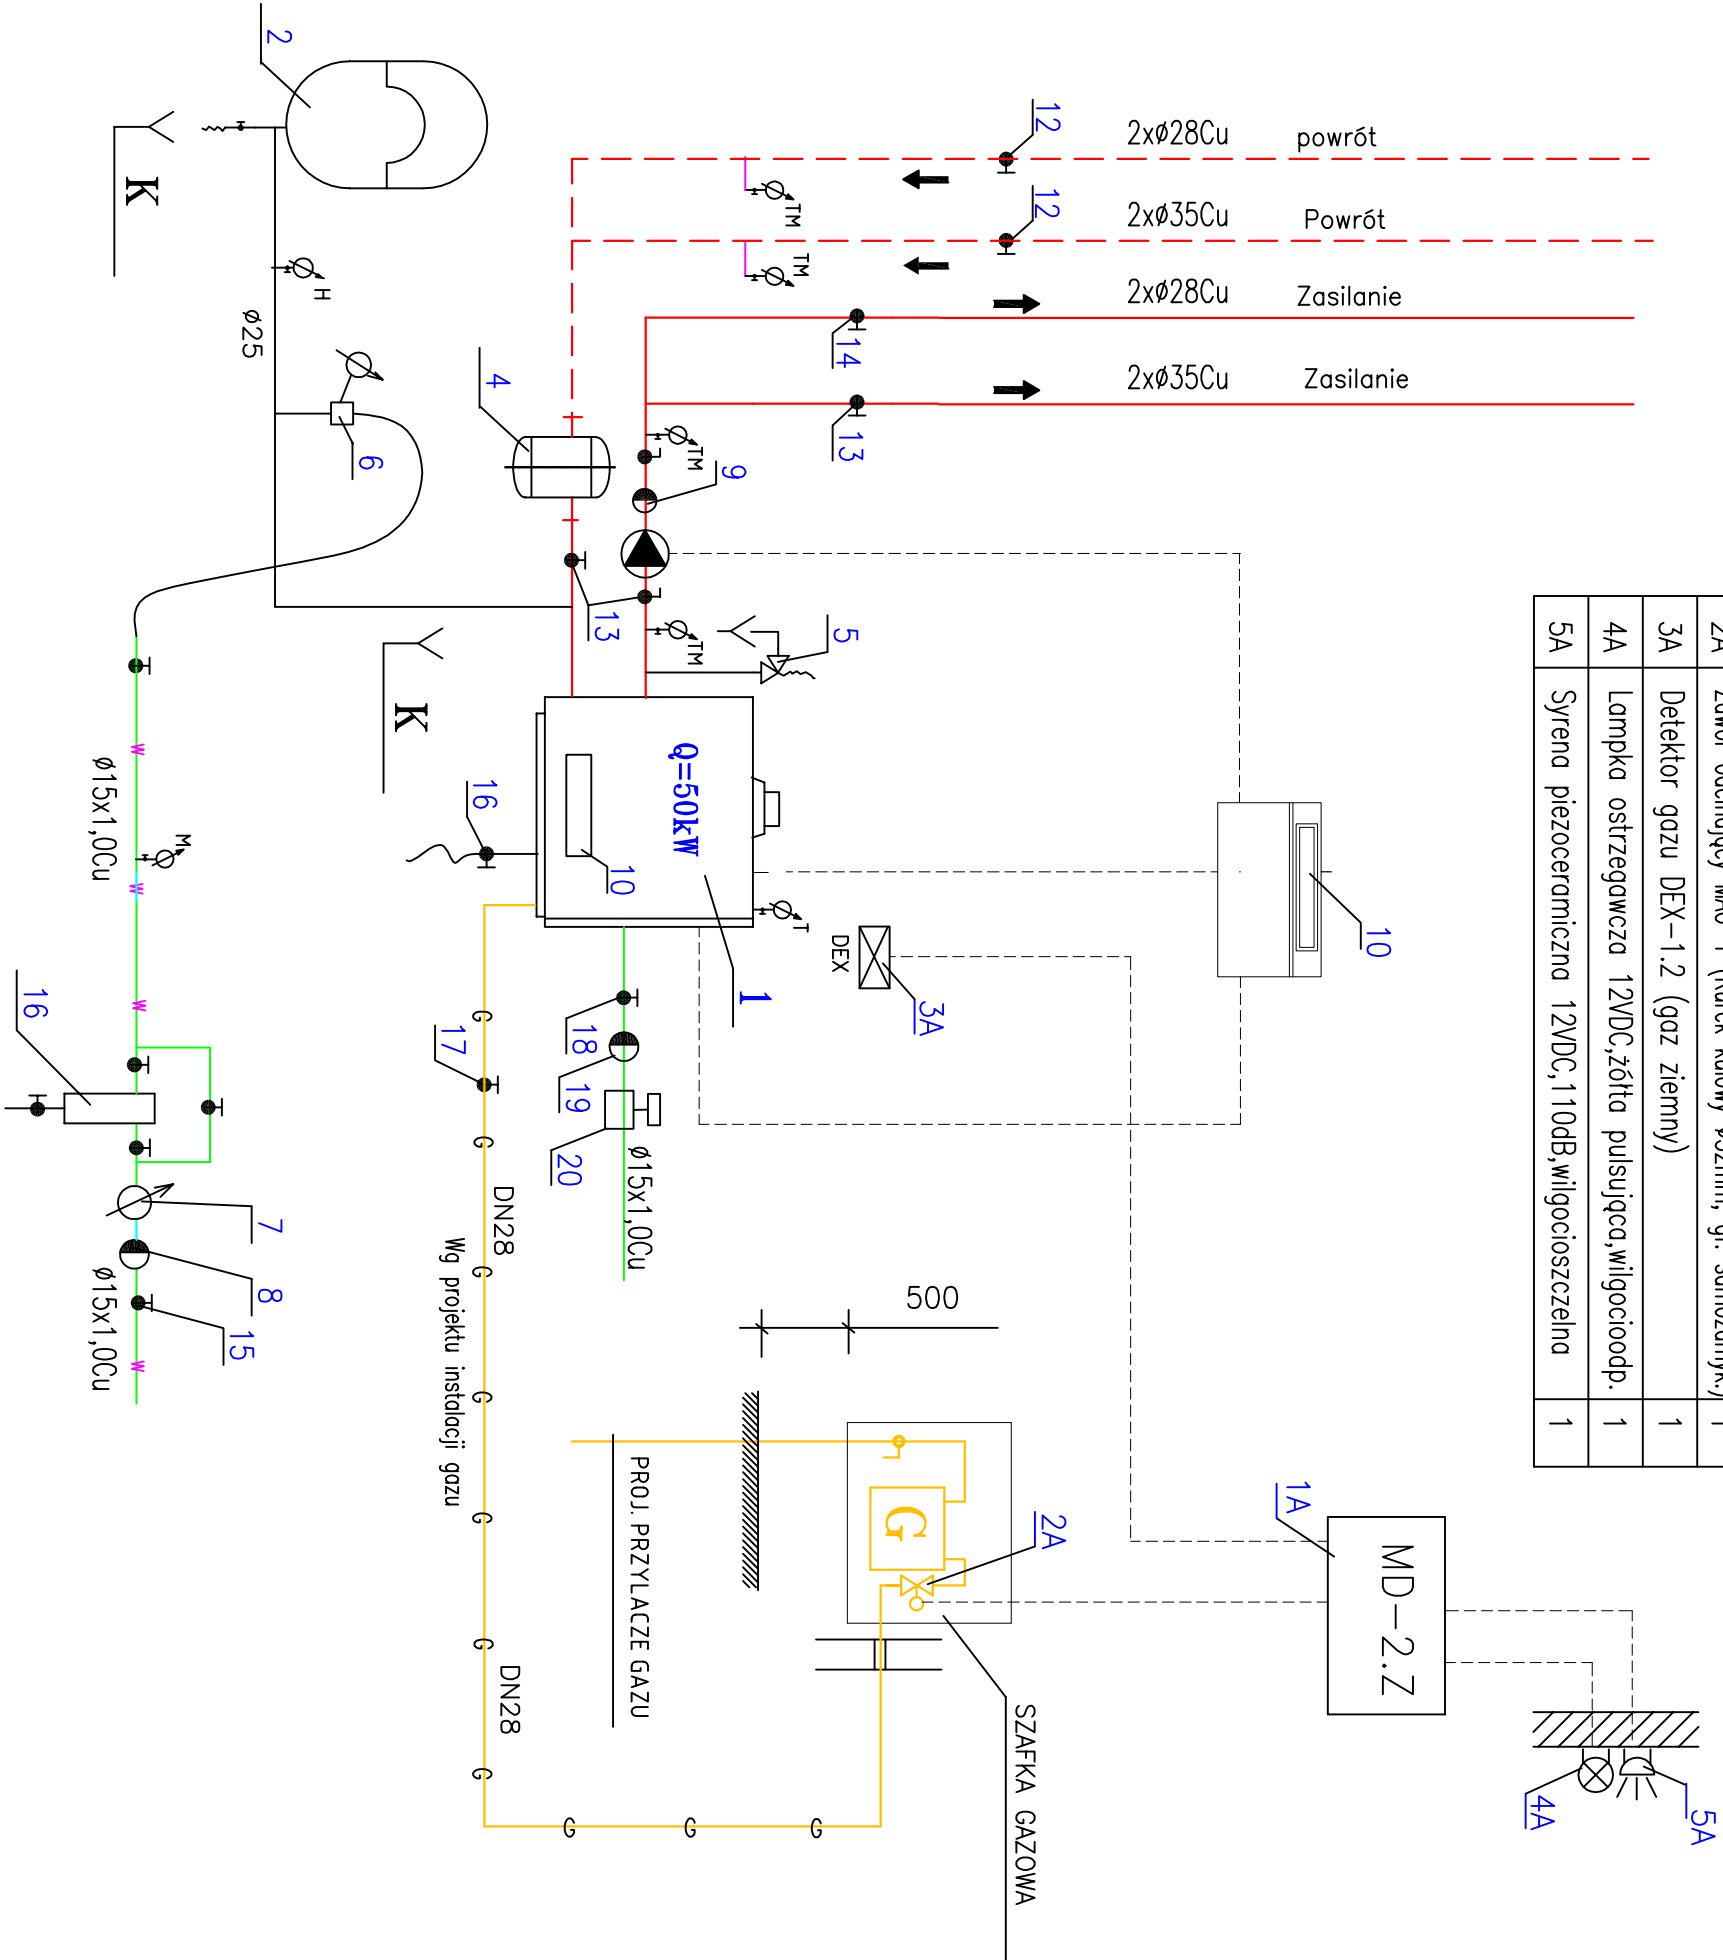 2
K
H
ø25
6
12
2xø28Cu
powrót
TM
12
2xø35Cu
Powrót
TM
2xø28Cu
Zasilanie
14
2xø35Cu
Zasilanie
13
4
TM
9
13
TM
5
K
Q=50kW
10
16
1
T
DEX
3A
10
ø15x1,0Cu
W
M
W
W
16
7
8
15
ø15x1,0Cu
W
17
18
19
20
ø15x1,0Cu
G
G
G
G
G
G
G
G
G
G
DN28
Wg projektu instalacji gazu
DN28
500
PROJ. PRZYLACZE GAZU
G
2A
SZAFKA GAZOWA
1A
MD-2.Z
4A
5A
3A Detektor gazu DEX-1.2 (gaz ziemny) 1
4A Lampka ostrzegawcza 12VDC,żółta pulsująca,wilgocioodp. 1
5A Syrena piezoceramiczna 12VDC,110dB,wilgocioszczelna 1